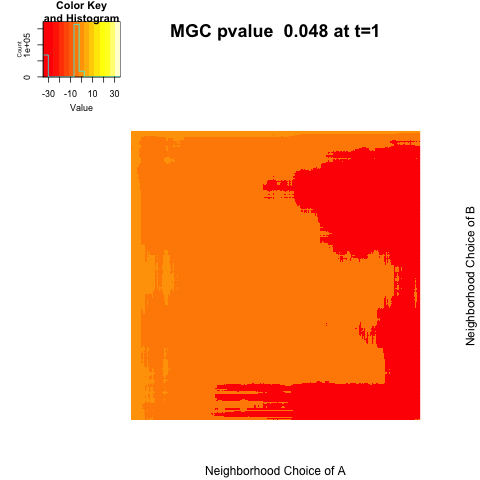 Color Key
and Histogram
MGC pvalue  0.048 at t=1
Count
0 1e+05
-30 -10 10 30
Value
Neighborhood Choice of B
Neighborhood Choice of A